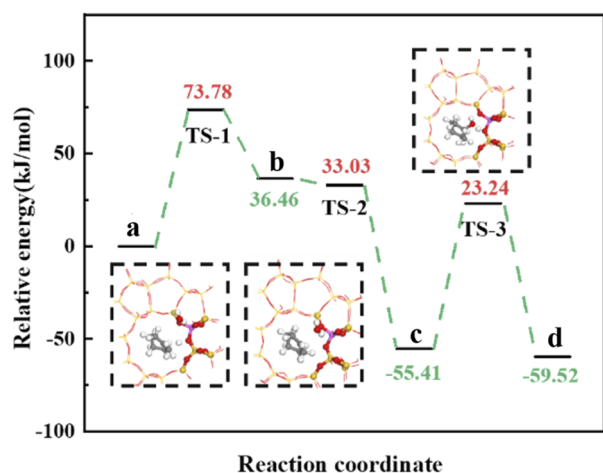 Relative energy(kJ/mol)
100
50
0
-50
-100
a
73.78
TS-1
b
36.46
33.03
TS-2
c
-55.41
23.24
TS-3
d
-59.52
Reaction coordinate